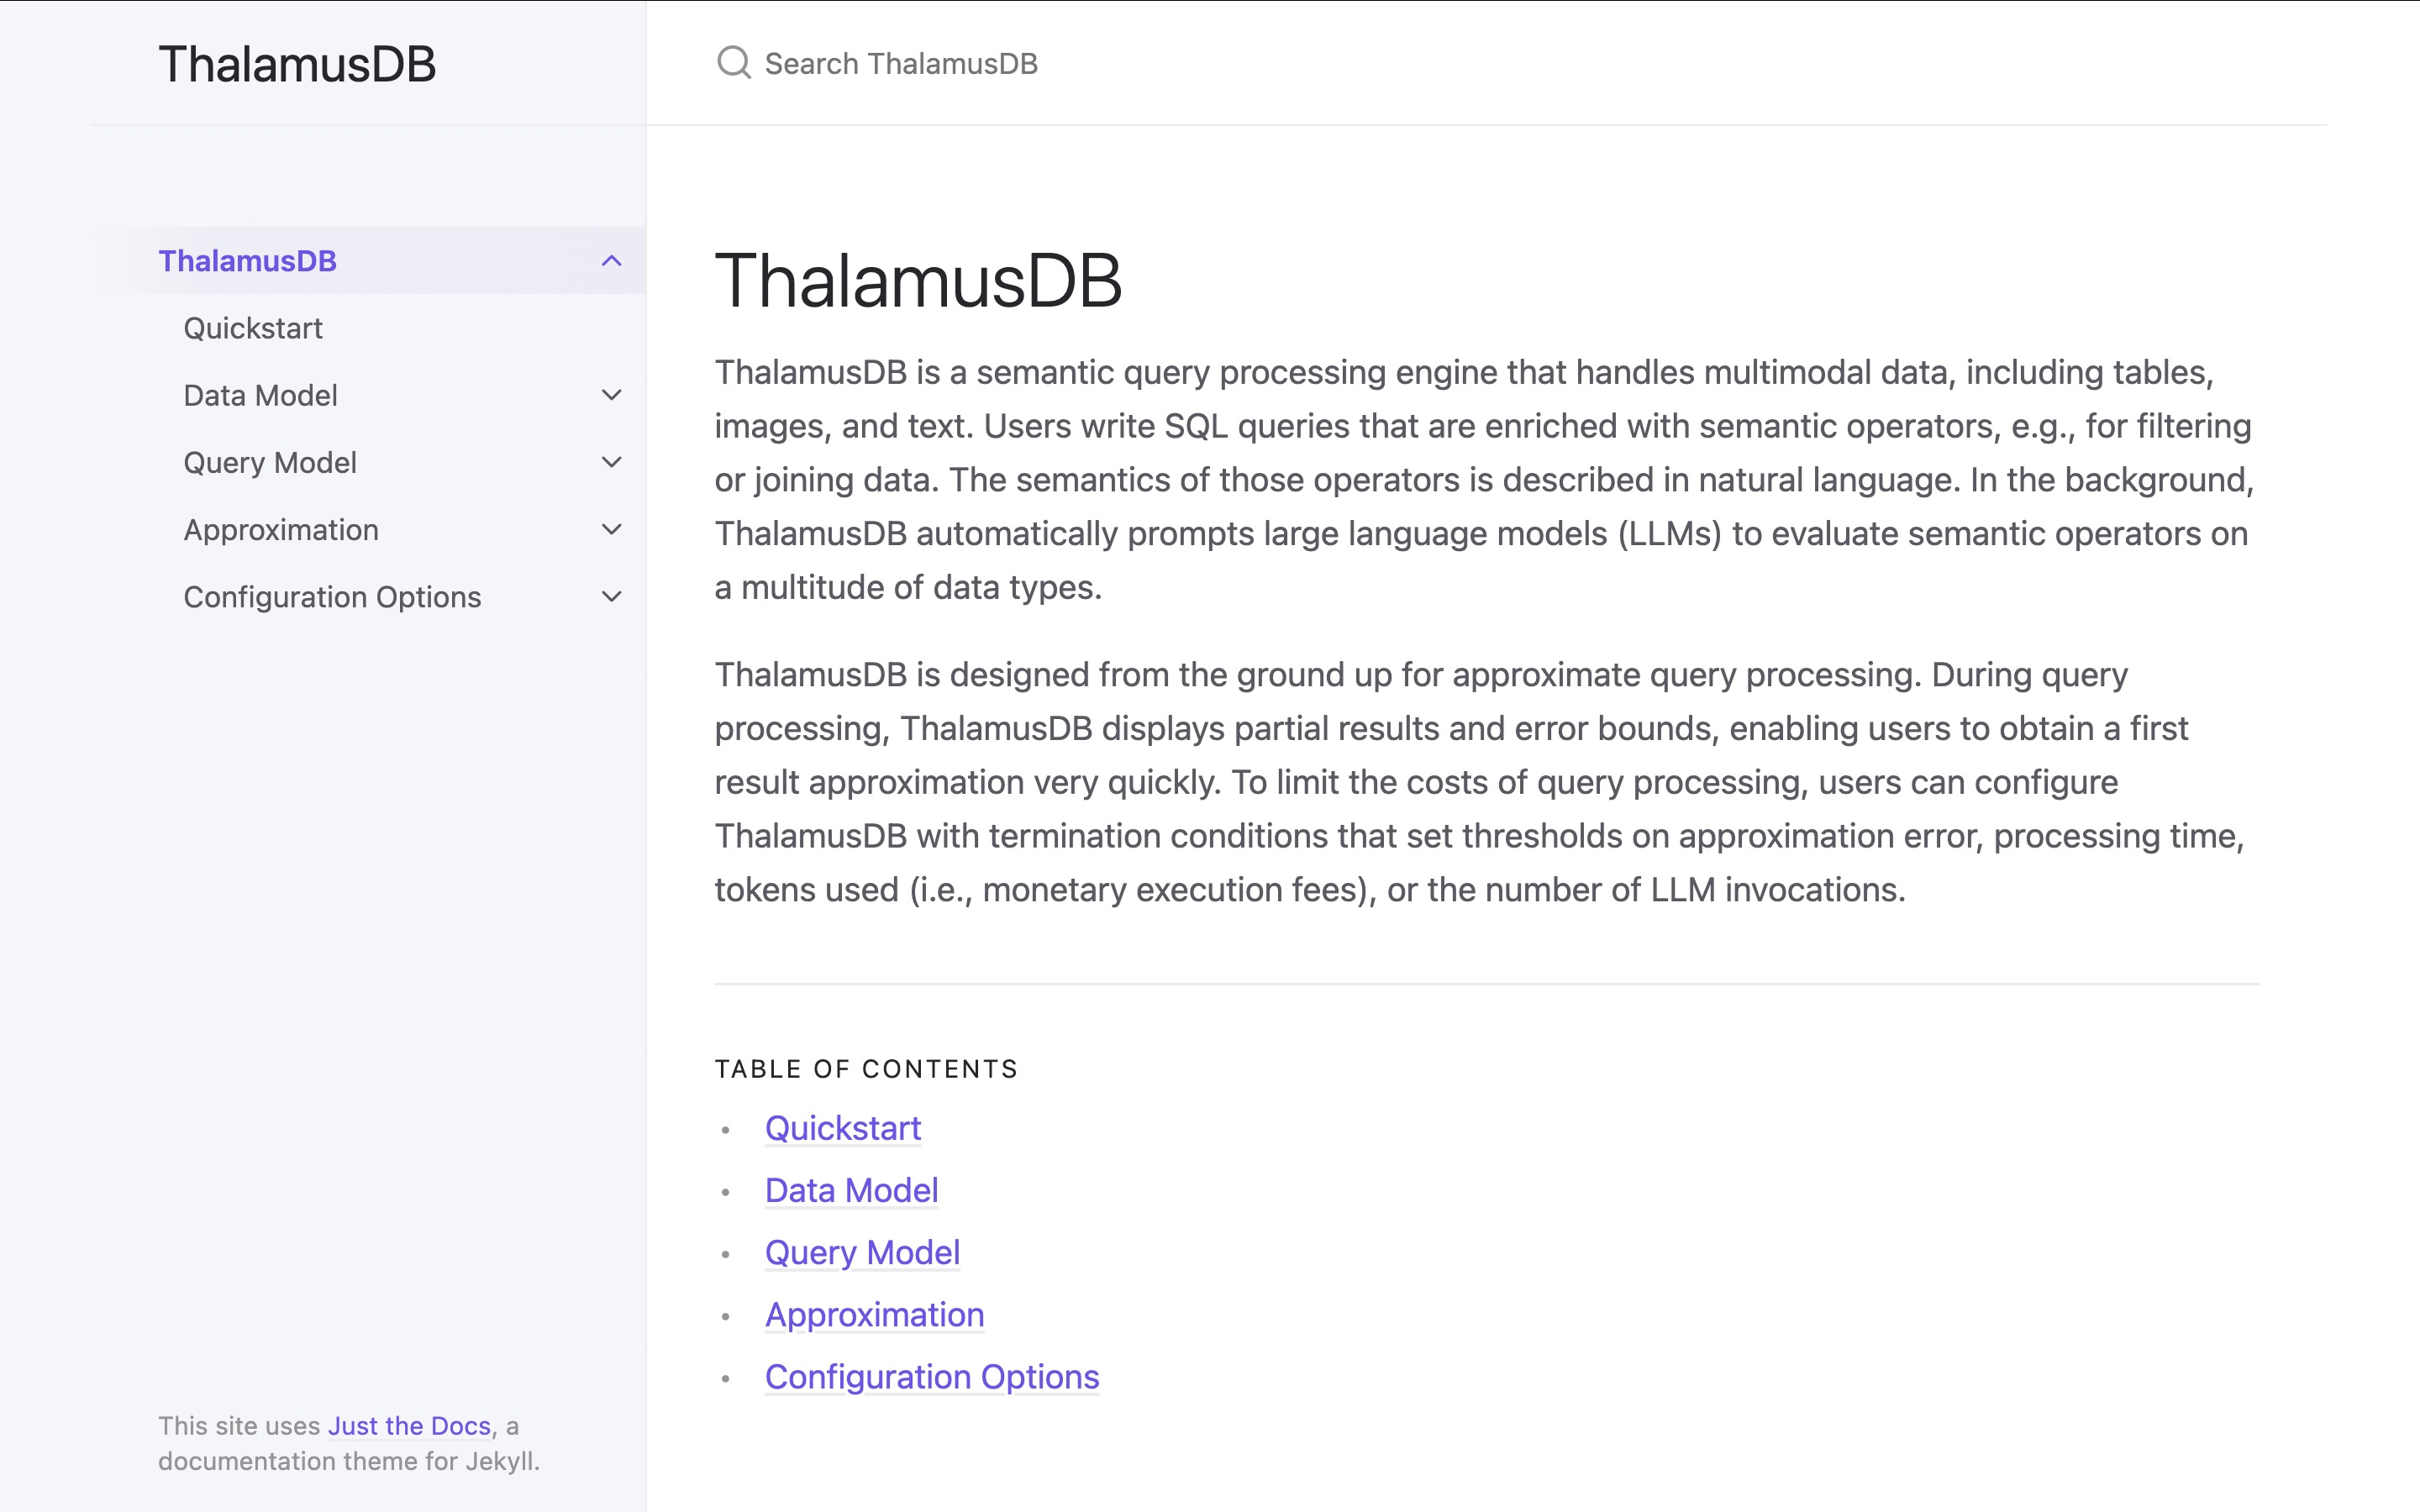 ThalamusDB
Search ThalamusDB
ThalamusDB
Quickstart
Data Model
Query Model
Approximation
Configuration Options
This site uses Just the Docs, a
documentation theme for Jekyll.
ThalamusDB
ThalamusDB is a semantic query processing engine that handles multimodal data, including tables,
images, and text. Users write SQL queries that are enriched with semantic operators, e.g., for filtering
or joining data. The semantics of those operators is described in natural language. In the background,
ThalamusDB automatically prompts large language models (LLMs) to evaluate semantic operators on
a multitude of data types.
ThalamusDB is designed from the ground up for approximate query processing. During query
processing, ThalamusDB displays partial results and error bounds, enabling users to obtain a first
result approximation very quickly. To limit the costs of query processing, users can configure
ThalamusDB with termination conditions that set thresholds on approximation error, processing time,
tokens used (i.e., monetary execution fees), or the number of LLM invocations.
TABLE OF CONTENTS
• Quickstart
• Data Model
• Query Model
• Approximation
• Configuration Options